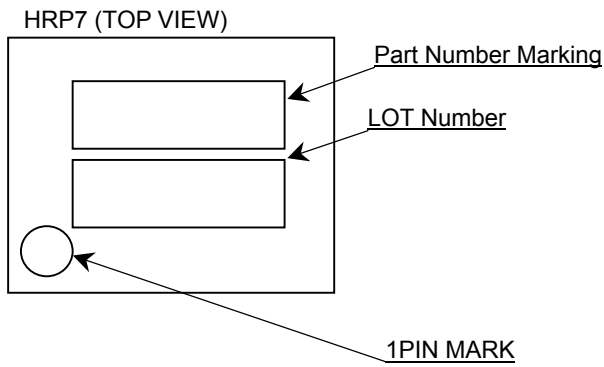 HRP7 (TOP VIEW)
Part Number Marking
LOT Number
1PIN MARK